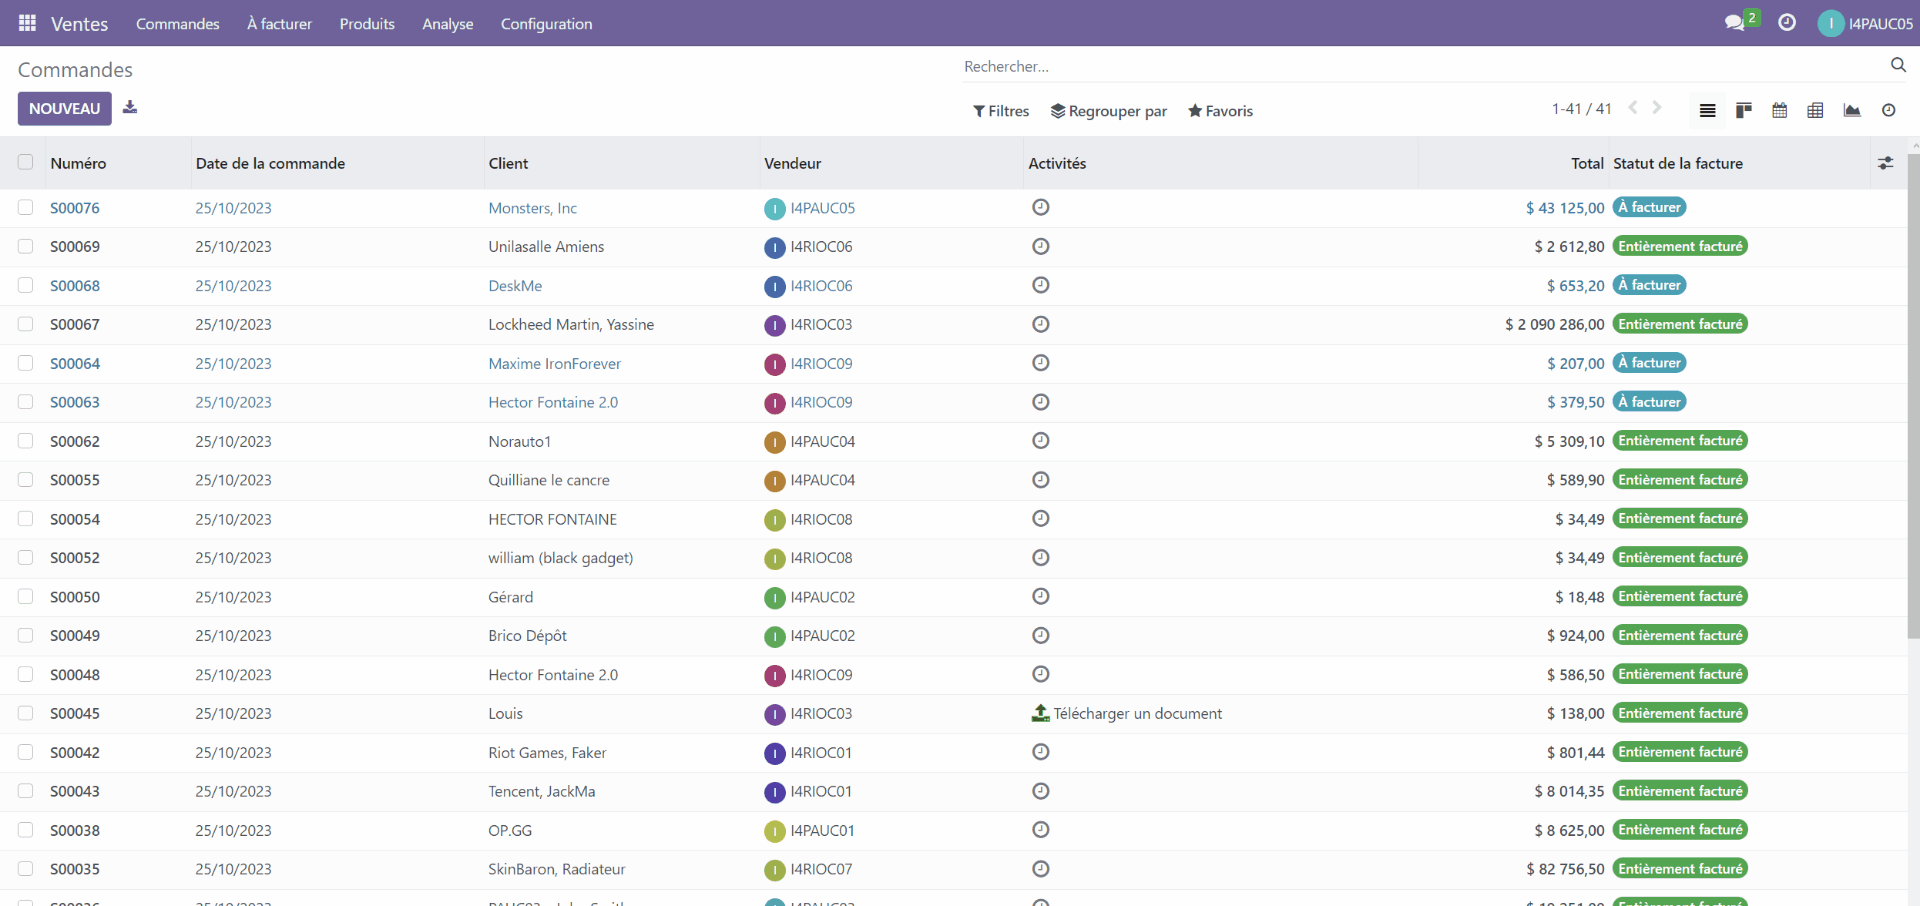 Ventes Commandes À facturer Produits Analyse Configuration 2 I I4PAUC05
Commandes Rechercher...
NOUVEAU Filtres Regrouper par Favoris 1-41 / 41
Numéro Date de la commande Client Vendeur Activités Total Statut de la facture
S00076 25/10/2023 Monsters, Inc I I4PAUC05 $ 43 125,00 À facturer
S00069 25/10/2023 Unilasalle Amiens I I4RIOC06 $ 2 612,80 Entièrement facturé
S00068 25/10/2023 DeskMe I I4RIOC06 $ 653,20 À facturer
S00067 25/10/2023 Lockheed Martin, Yassine I I4RIOC03 $ 2 090 286,00 Entièrement facturé
S00064 25/10/2023 Maxime IronForever I I4RIOC09 $ 207,00 À facturer
S00063 25/10/2023 Hector Fontaine 2.0 I I4RIOC09 $ 379,50 À facturer
S00062 25/10/2023 Norauto1 I I4PAUC04 $ 5 309,10 Entièrement facturé
S00055 25/10/2023 Quilliane le cancre I I4PAUC04 $ 589,90 Entièrement facturé
S00054 25/10/2023 HECTOR FONTAINE I I4RIOC08 $ 34,49 Entièrement facturé
S00052 25/10/2023 william (black gadget) I I4RIOC08 $ 34,49 Entièrement facturé
S00050 25/10/2023 Gérard I I4PAUC02 $ 18,48 Entièrement facturé
S00049 25/10/2023 Brico Dépôt I I4PAUC02 $ 924,00 Entièrement facturé
S00048 25/10/2023 Hector Fontaine 2.0 I I4RIOC09 $ 586,50 Entièrement facturé
S00045 25/10/2023 Louis I I4RIOC03 Télécharger un document $ 138,00 Entièrement facturé
S00042 25/10/2023 Riot Games, Faker I I4RIOC01 $ 801,44 Entièrement facturé
S00043 25/10/2023 Tencent, JackMa I I4RIOC01 $ 8 014,35 Entièrement facturé
S00038 25/10/2023 OP.GG I I4PAUC01 $ 8 625,00 Entièrement facturé
S00035 25/10/2023 SkinBaron, Radiateur I I4RIOC07 $ 82 756,50 Entièrement facturé
25/10/2023 Entièrement facturé